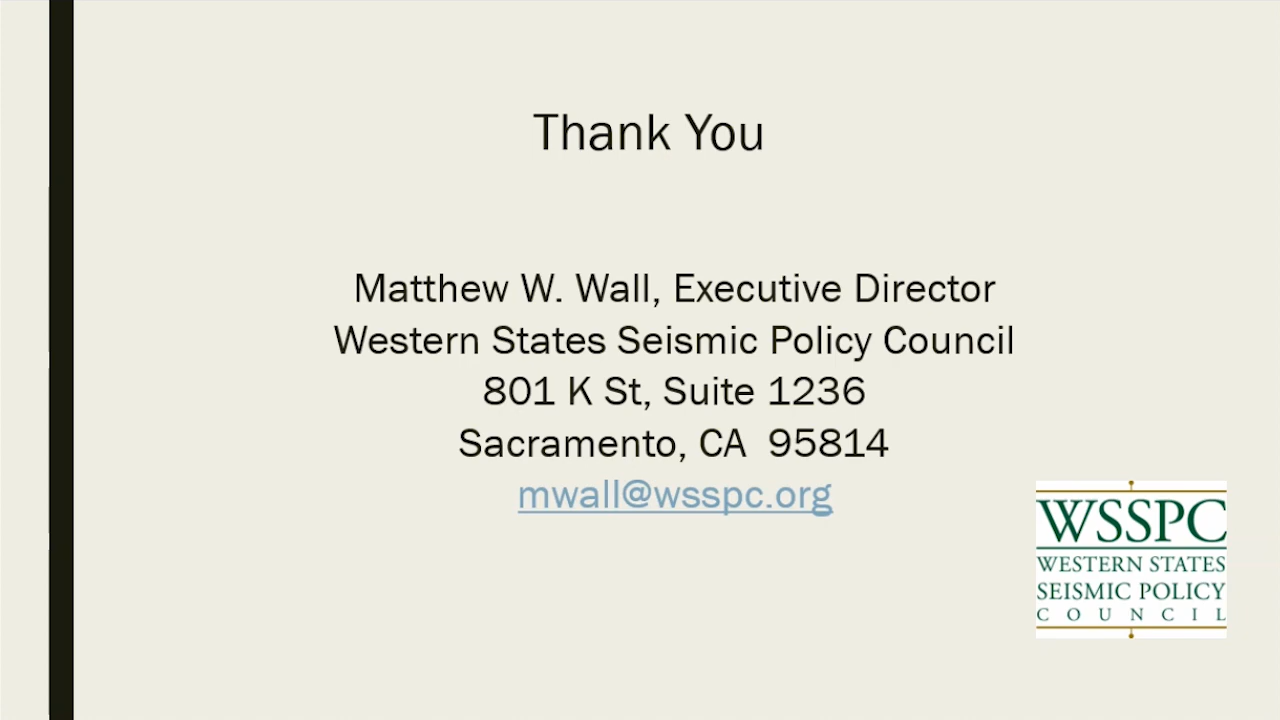 Thank You
Matthew W. Wall, Executive Director
Western States Seismic Policy Council
801 K St, Suite 1236
Sacramento, CA  95814
mwall@wsspc.org
WSSPC
WESTERN STATES
SEISMIC POLICY
COUNCIL